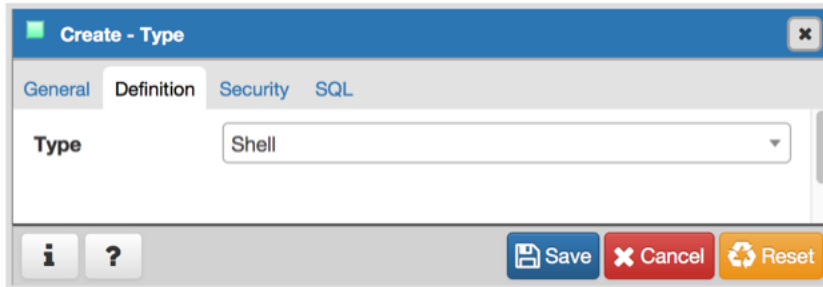 Create - Type
General Definition Security SQL
Type Shell
i ? Save Cancel Reset